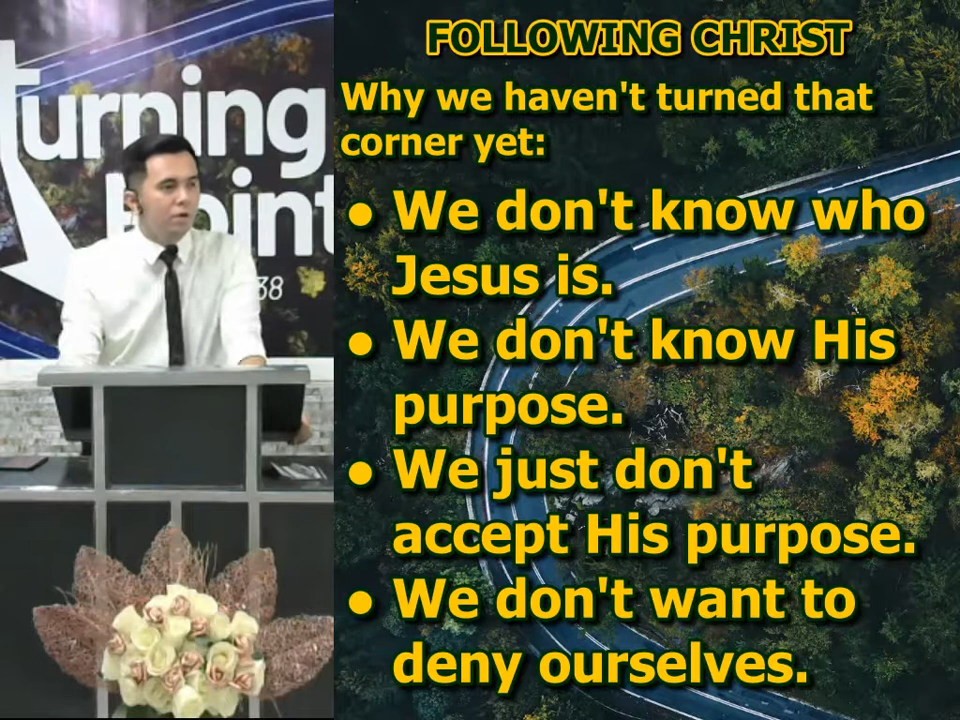 turning
Point
38
FOLLOWING CHRIST
Why we haven't turned that
corner yet:
● We don't know who
Jesus is.
● We don't know His
purpose.
● We just don't
accept His purpose.
● We don't want to
deny ourselves.